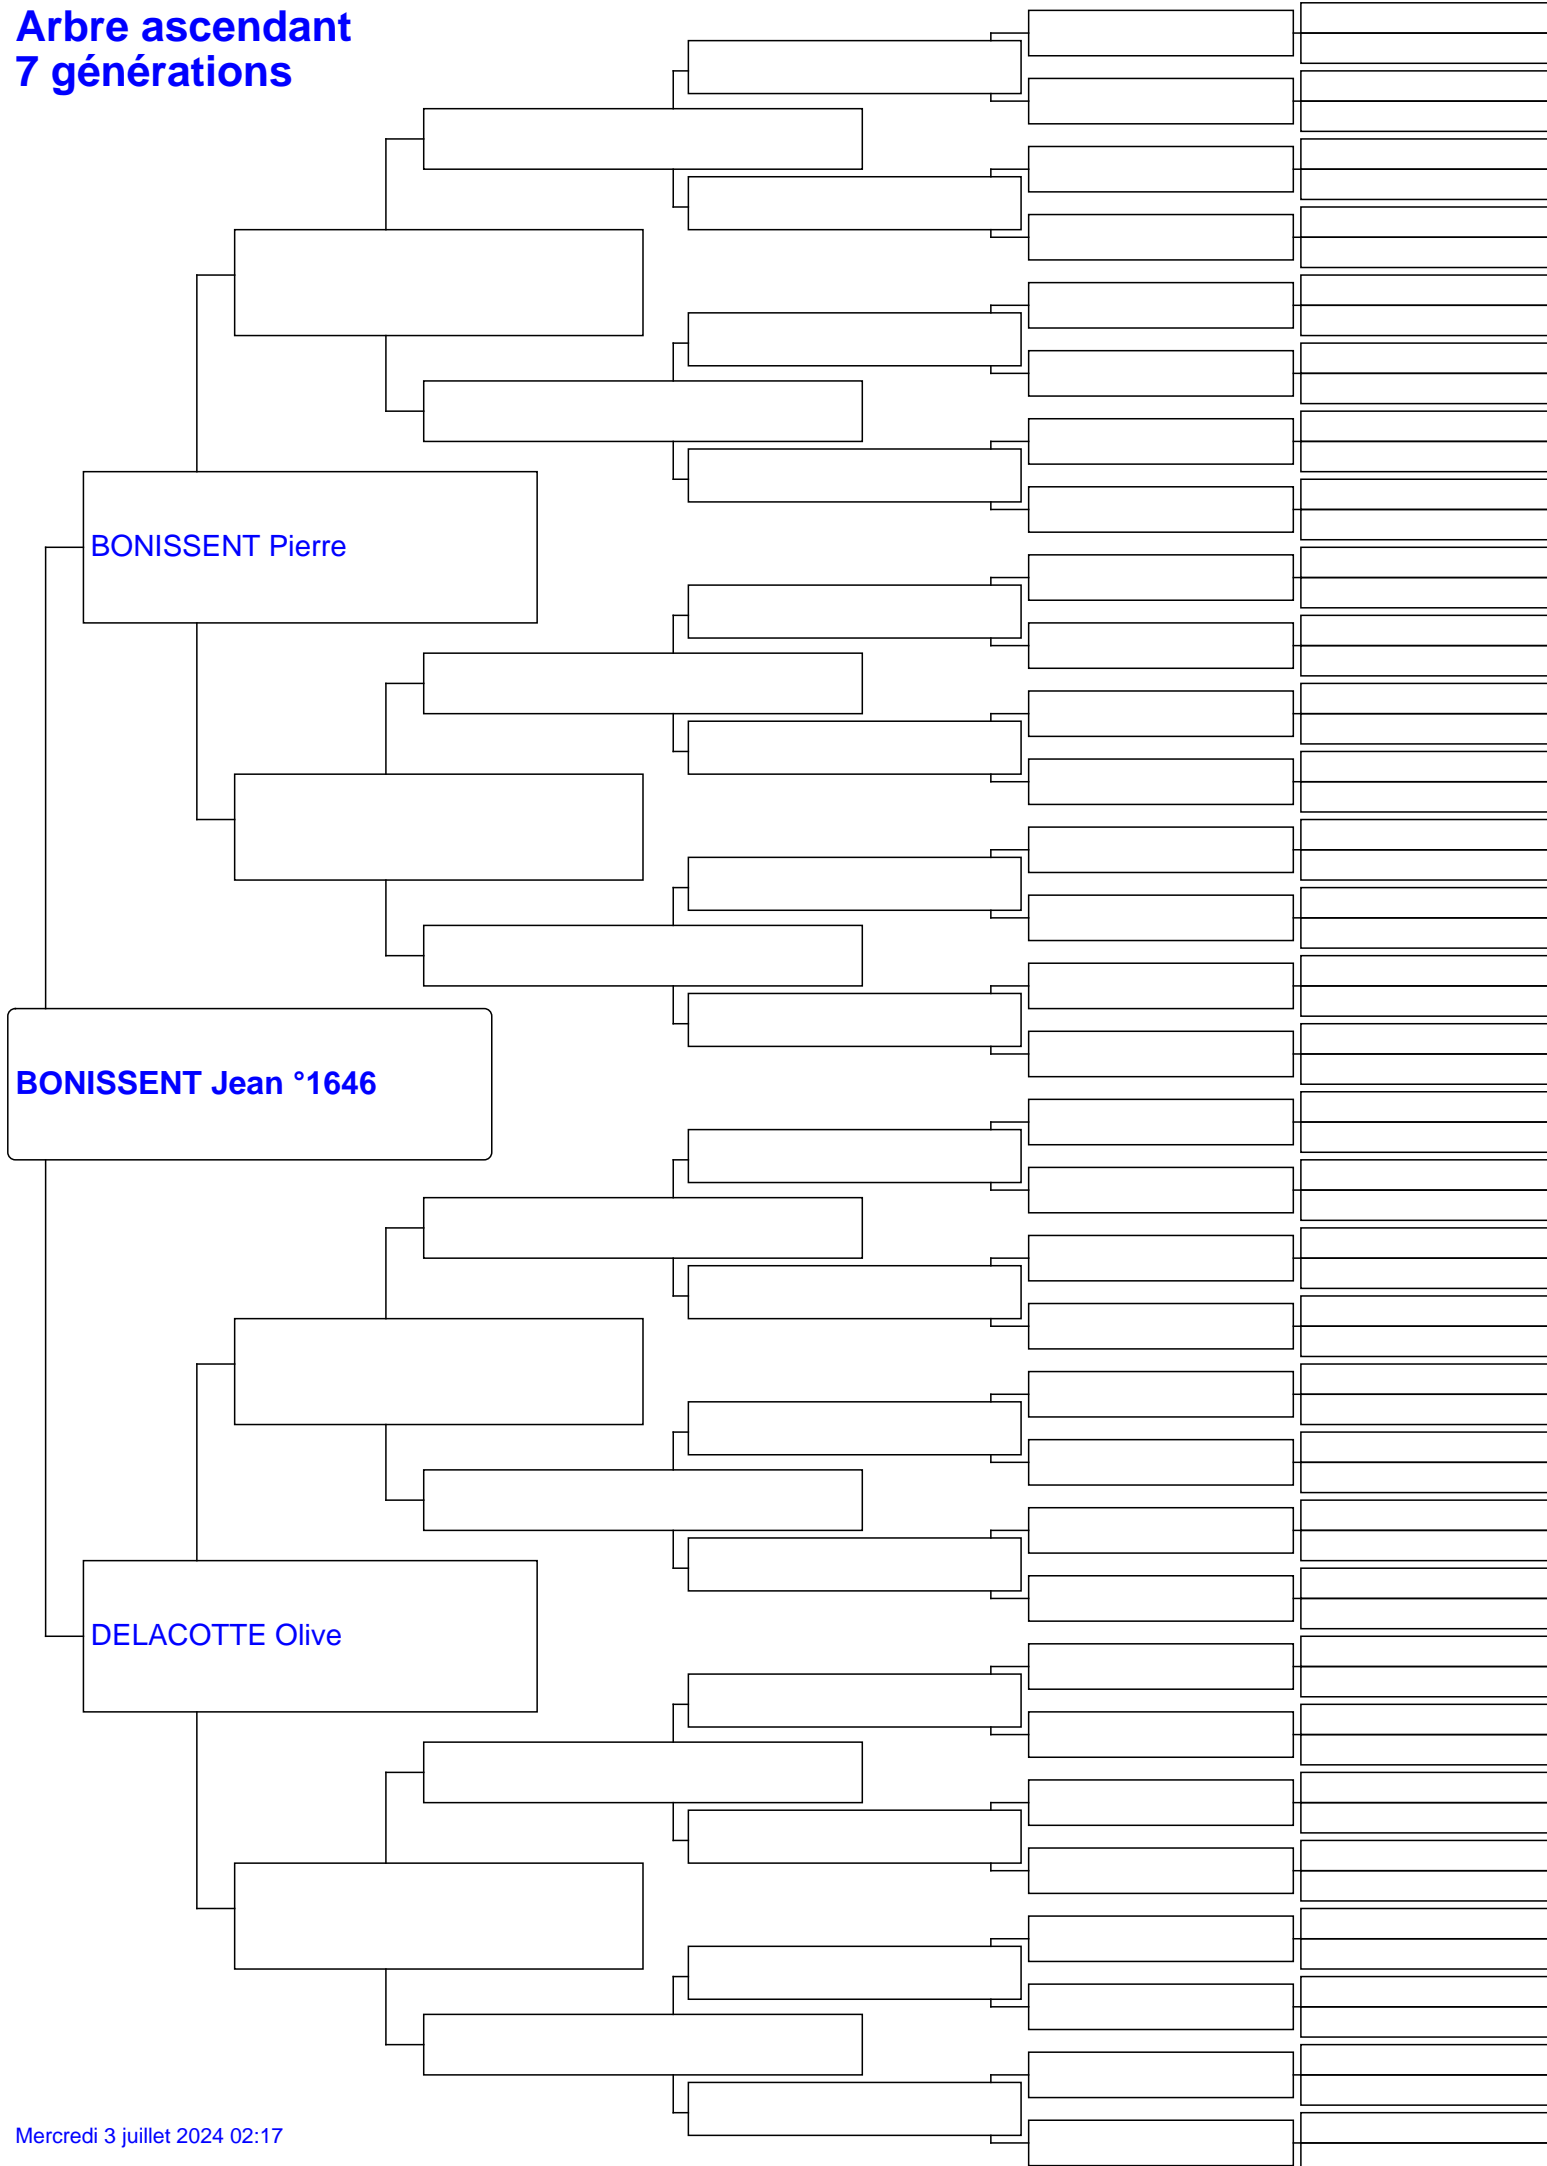 Arbre ascendant
7 générations
BONISSENT Pierre
BONISSENT Jean °1646
DELACOTTE Olive
Mercredi 3 juillet 2024 02:17